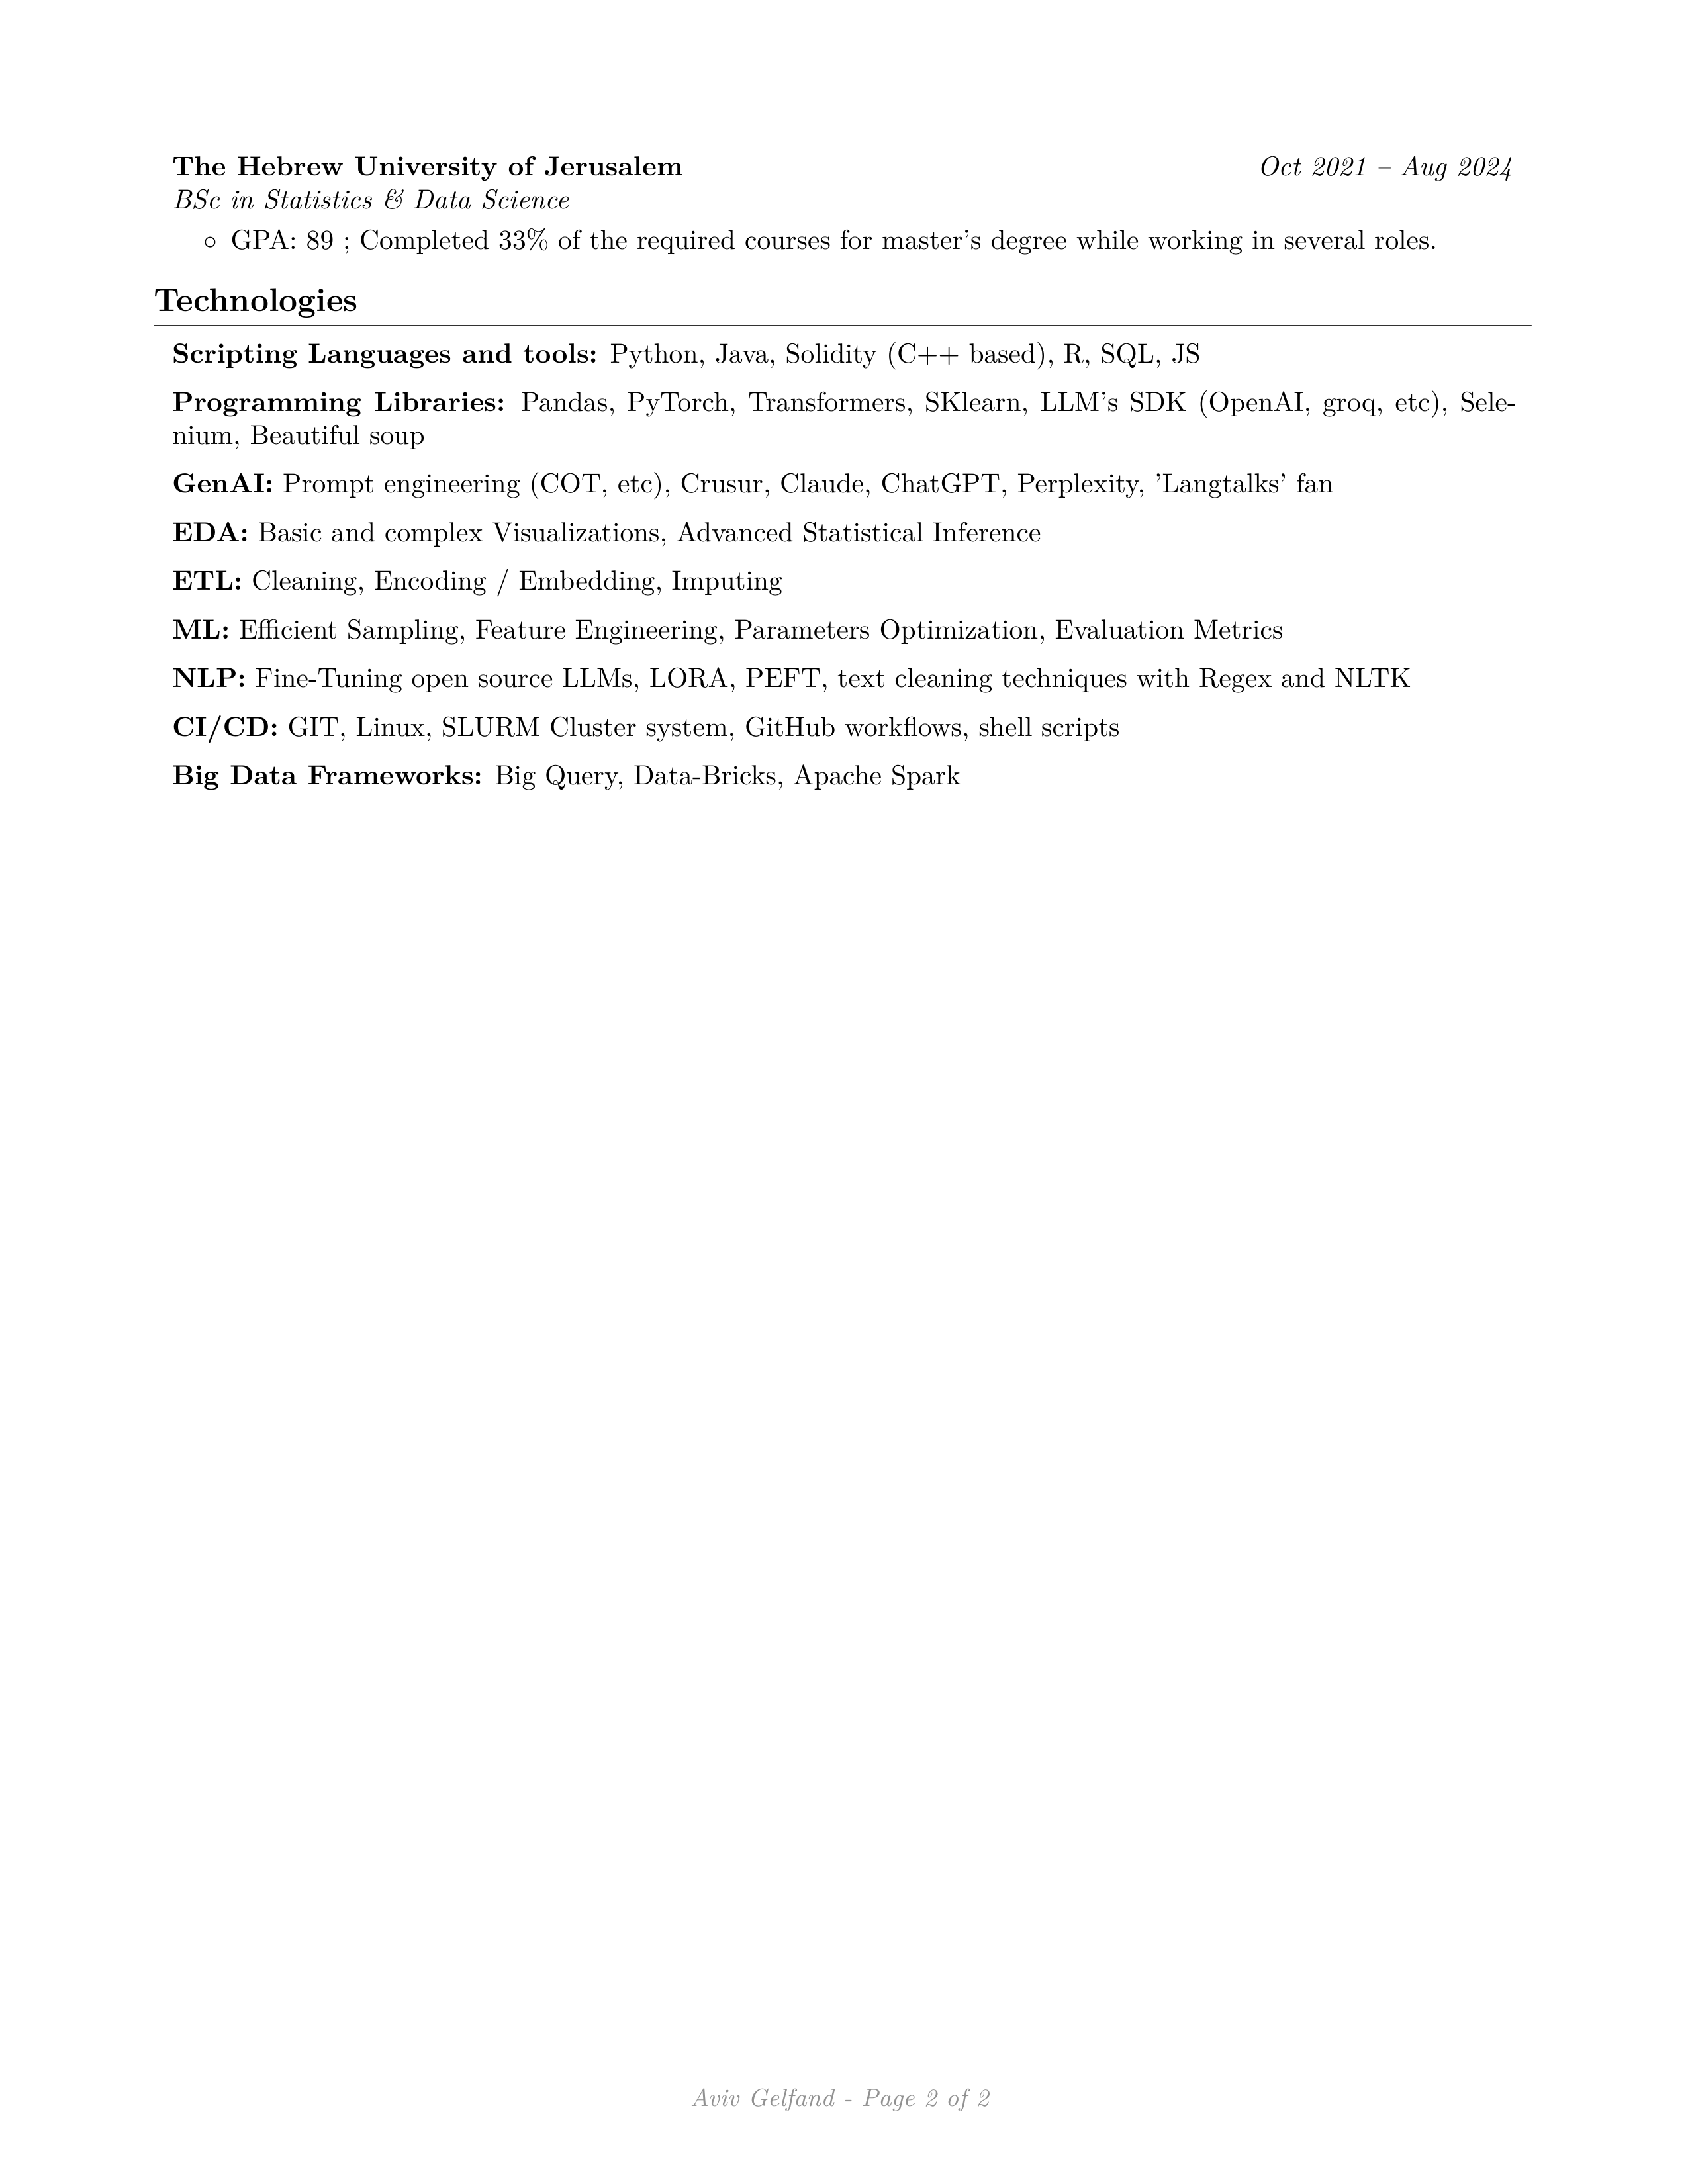 The Hebrew University of Jerusalem Oct 2021 – Aug 2024
BSc in Statistics & Data Science
◦ GPA: 89 ; Completed 33% of the required courses for master's degree while working in several roles.
Technologies
Scripting Languages and tools: Python, Java, Solidity (C++ based), R, SQL, JS
Programming Libraries: Pandas, PyTorch, Transformers, SKlearn, LLM's SDK (OpenAI, groq, etc), Sele-
nium, Beautiful soup
GenAI: Prompt engineering (COT, etc), Crusur, Claude, ChatGPT, Perplexity, 'Langtalks' fan
EDA: Basic and complex Visualizations, Advanced Statistical Inference
ETL: Cleaning, Encoding / Embedding, Imputing
ML: Efficient Sampling, Feature Engineering, Parameters Optimization, Evaluation Metrics
NLP: Fine-Tuning open source LLMs, LORA, PEFT, text cleaning techniques with Regex and NLTK
CI/CD: GIT, Linux, SLURM Cluster system, GitHub workflows, shell scripts
Big Data Frameworks: Big Query, Data-Bricks, Apache Spark
Aviv Gelfand - Page 2 of 2